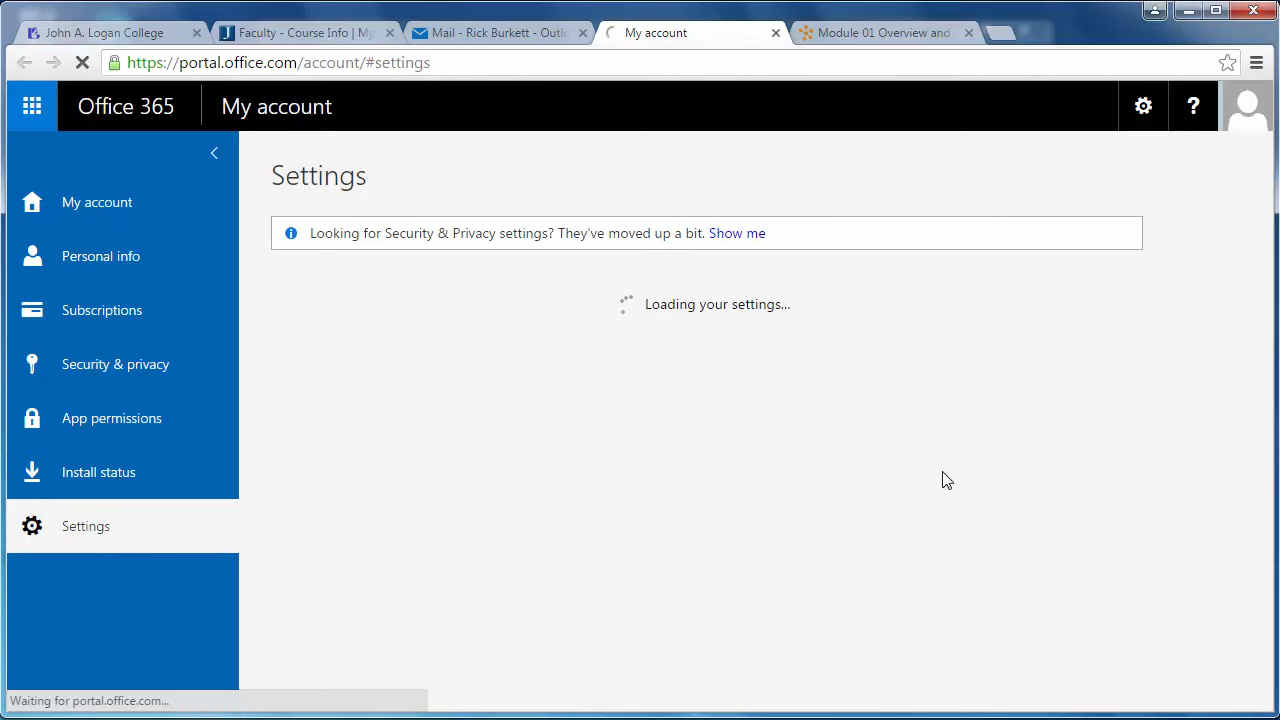 John A. Logan College
Faculty - Course Info | My
Mail - Rick Burkett - Outlo
My account
Module 01 Overview and
https://portal.office.com/account/#settings
Office 365
My account
?
Settings
Looking for Security & Privacy settings? They've moved up a bit. Show me
My account
Personal info
Loading your settings...
Subscriptions
Security & privacy
App permissions
Install status
Settings
Waiting for portal.office.com...